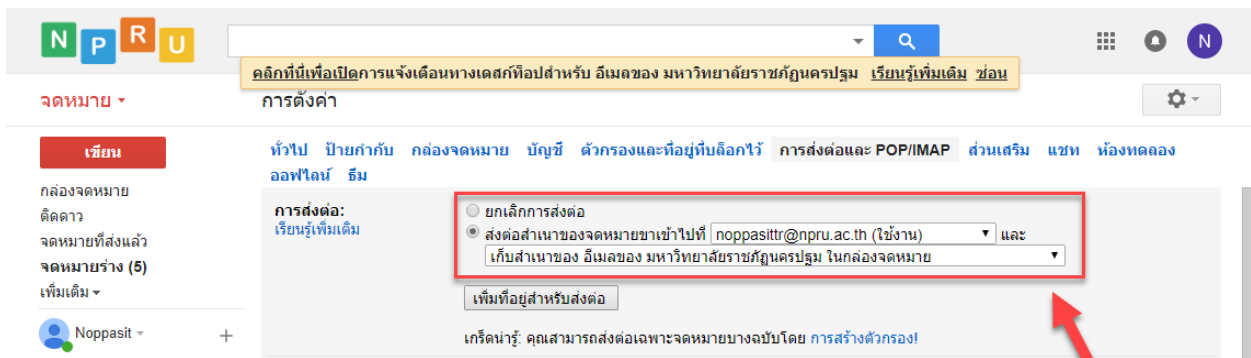 NPRU
N
คลิกที่นี่เพื่อเปิดการแจ้งเตือนทางเดสก์ท็อปสำหรับ อีเมลของ มหาวิทยาลัยราชภัฏนครปฐม เรียนรู้เพิ่มเติม ซ่อน
จดหมาย
การตั้งค่า
เขียน
ทั่วไป ป้ายกำกับ กล่องจดหมาย บัญชี ตัวกรองและที่อยู่ที่บล็อกไว้ การส่งต่อและ POP/IMAP ส่วนเสริม แชท ห้องทดลอง
ออฟไลน์ ธีม
กล่องจดหมาย
ติดดาว
จดหมายที่ส่งแล้ว
จดหมายร่าง (5)
เพิ่มเติม
Noppasit +
การส่งต่อ:
เรียนรู้เพิ่มเติม
ยกเลิกการส่งต่อ
ส่งต่อสำเนาของจดหมายขาเข้าไปที่ noppasittr@npru.ac.th (ใช้งาน) และ
เก็บสำเนาของ อีเมลของ มหาวิทยาลัยราชภัฏนครปฐม ในกล่องจดหมาย
เพิ่มที่อยู่สำหรับส่งต่อ
เกร็ดน่ารู้: คุณสามารถส่งต่อเฉพาะจดหมายบางฉบับโดย การสร้างตัวกรอง!